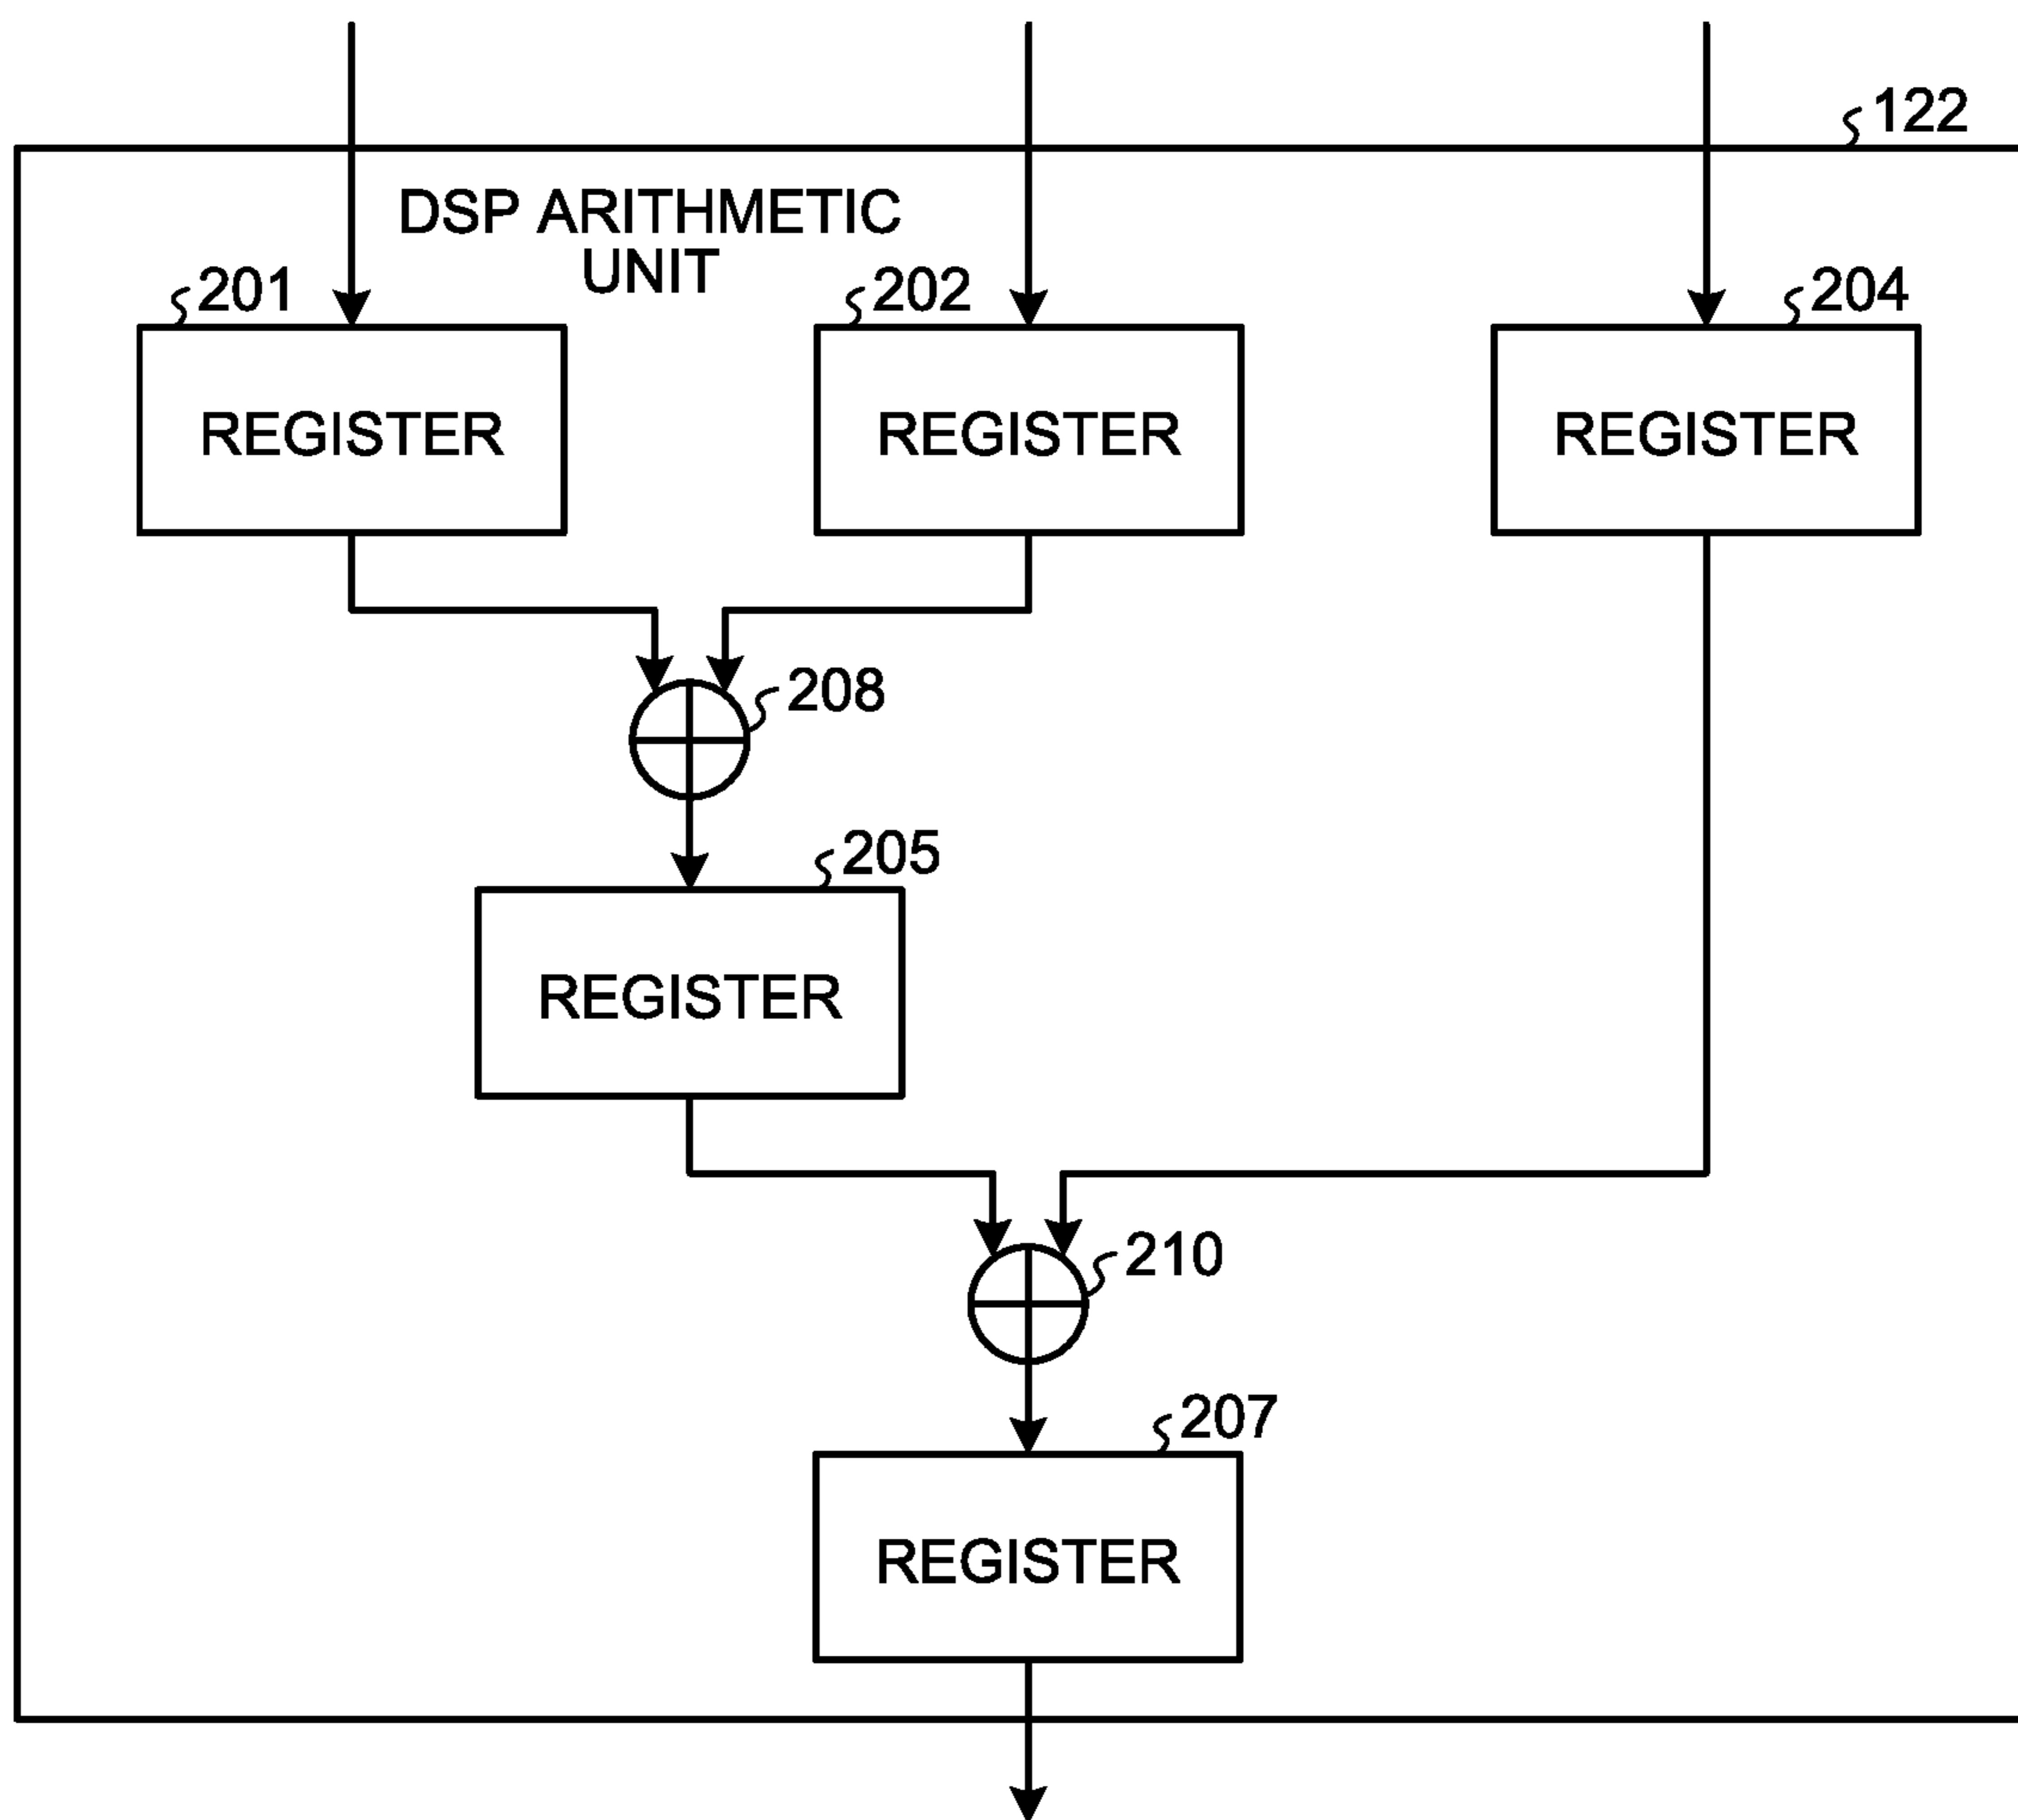 122
DSP ARITHMETIC
UNIT
201
202
204
REGISTER
REGISTER
REGISTER
208
205
REGISTER
210
207
REGISTER